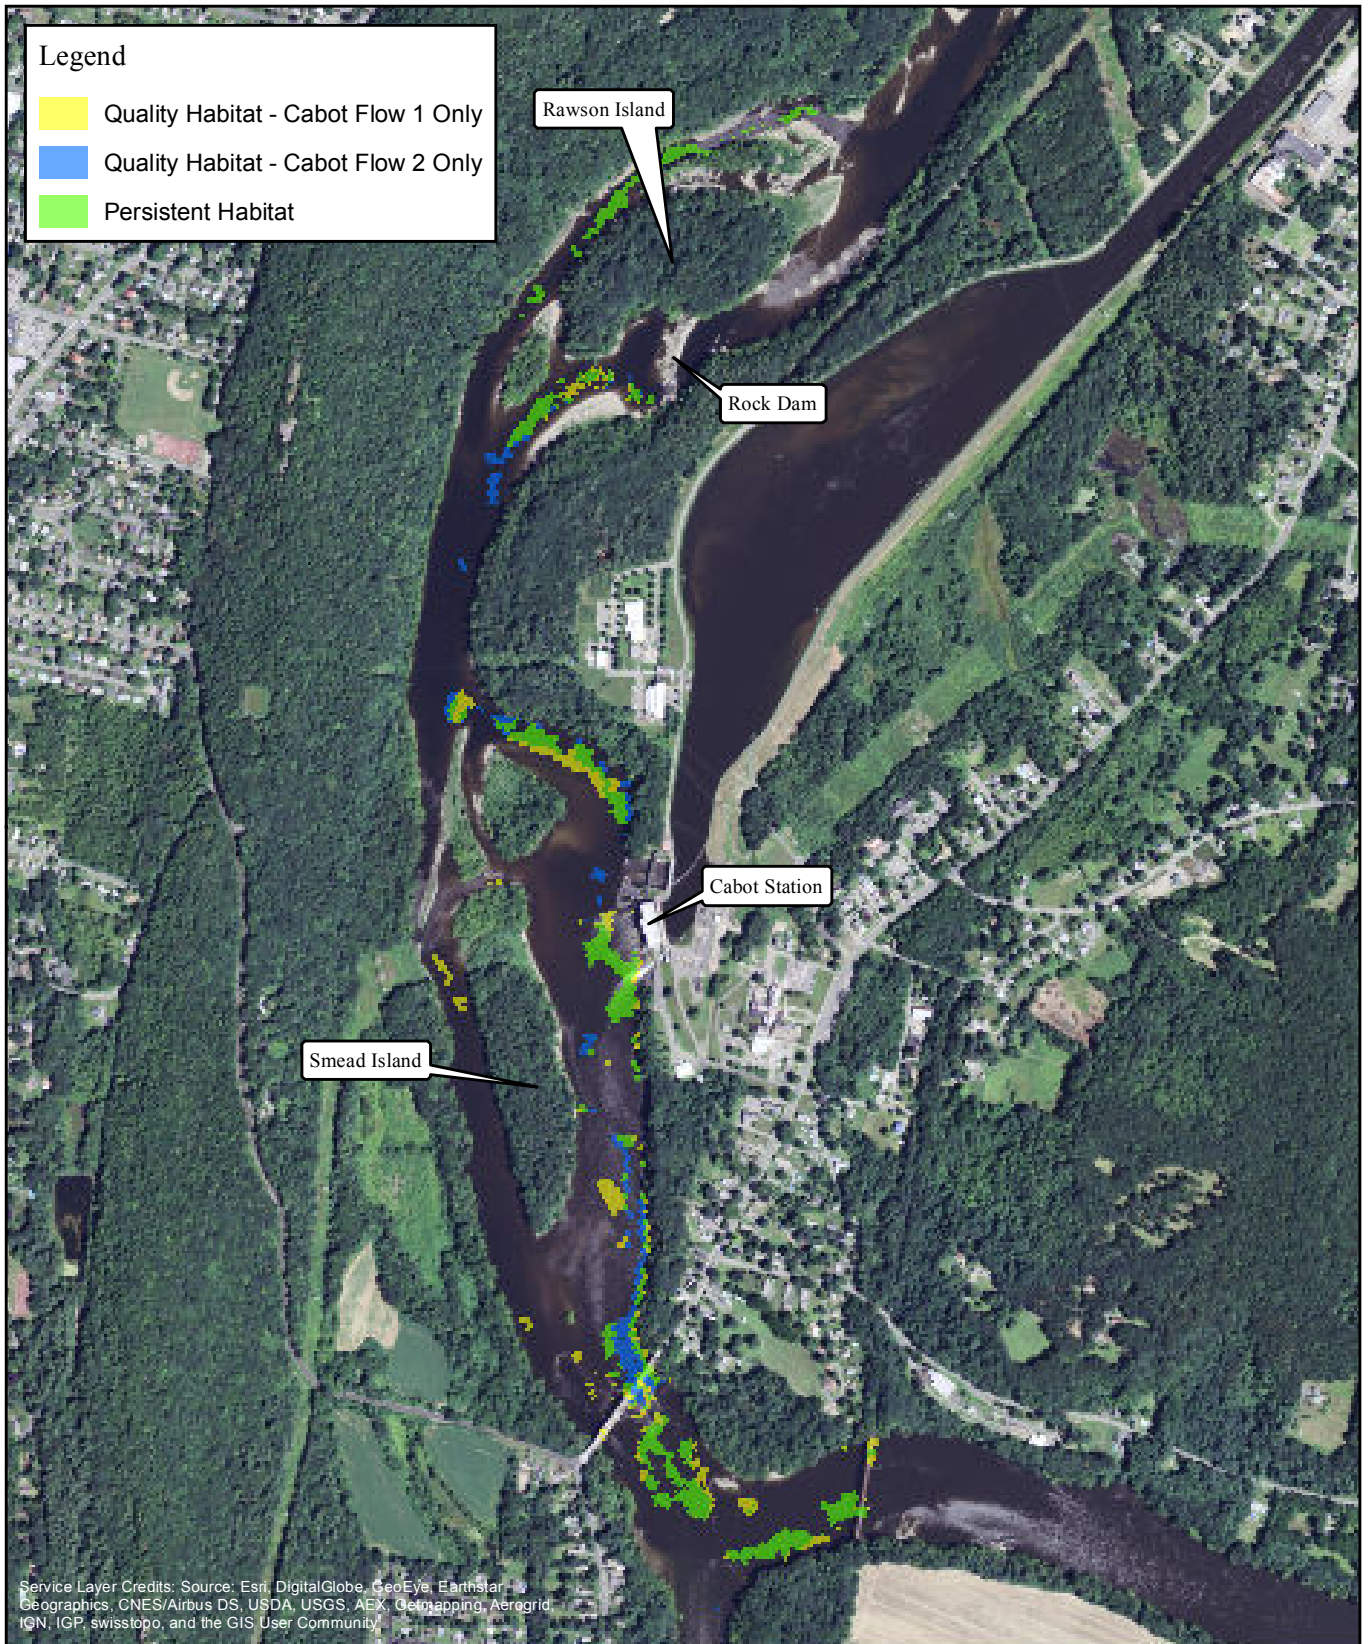 Legend
Quality Habitat - Cabot Flow 1 Only
Quality Habitat - Cabot Flow 2 Only
Persistent Habitat
Rawson Island
Rock Dam
Cabot Station
Smead Island
Service Layer Credits: Source: Esri, DigitalGlobe, GeoEye, Earthstar
Geographics, CNES/Airbus DS, USDA, USGS, AEX, Getmapping, Aerogrid,
IGN, IGP, swisstopo, and the GIS User Community